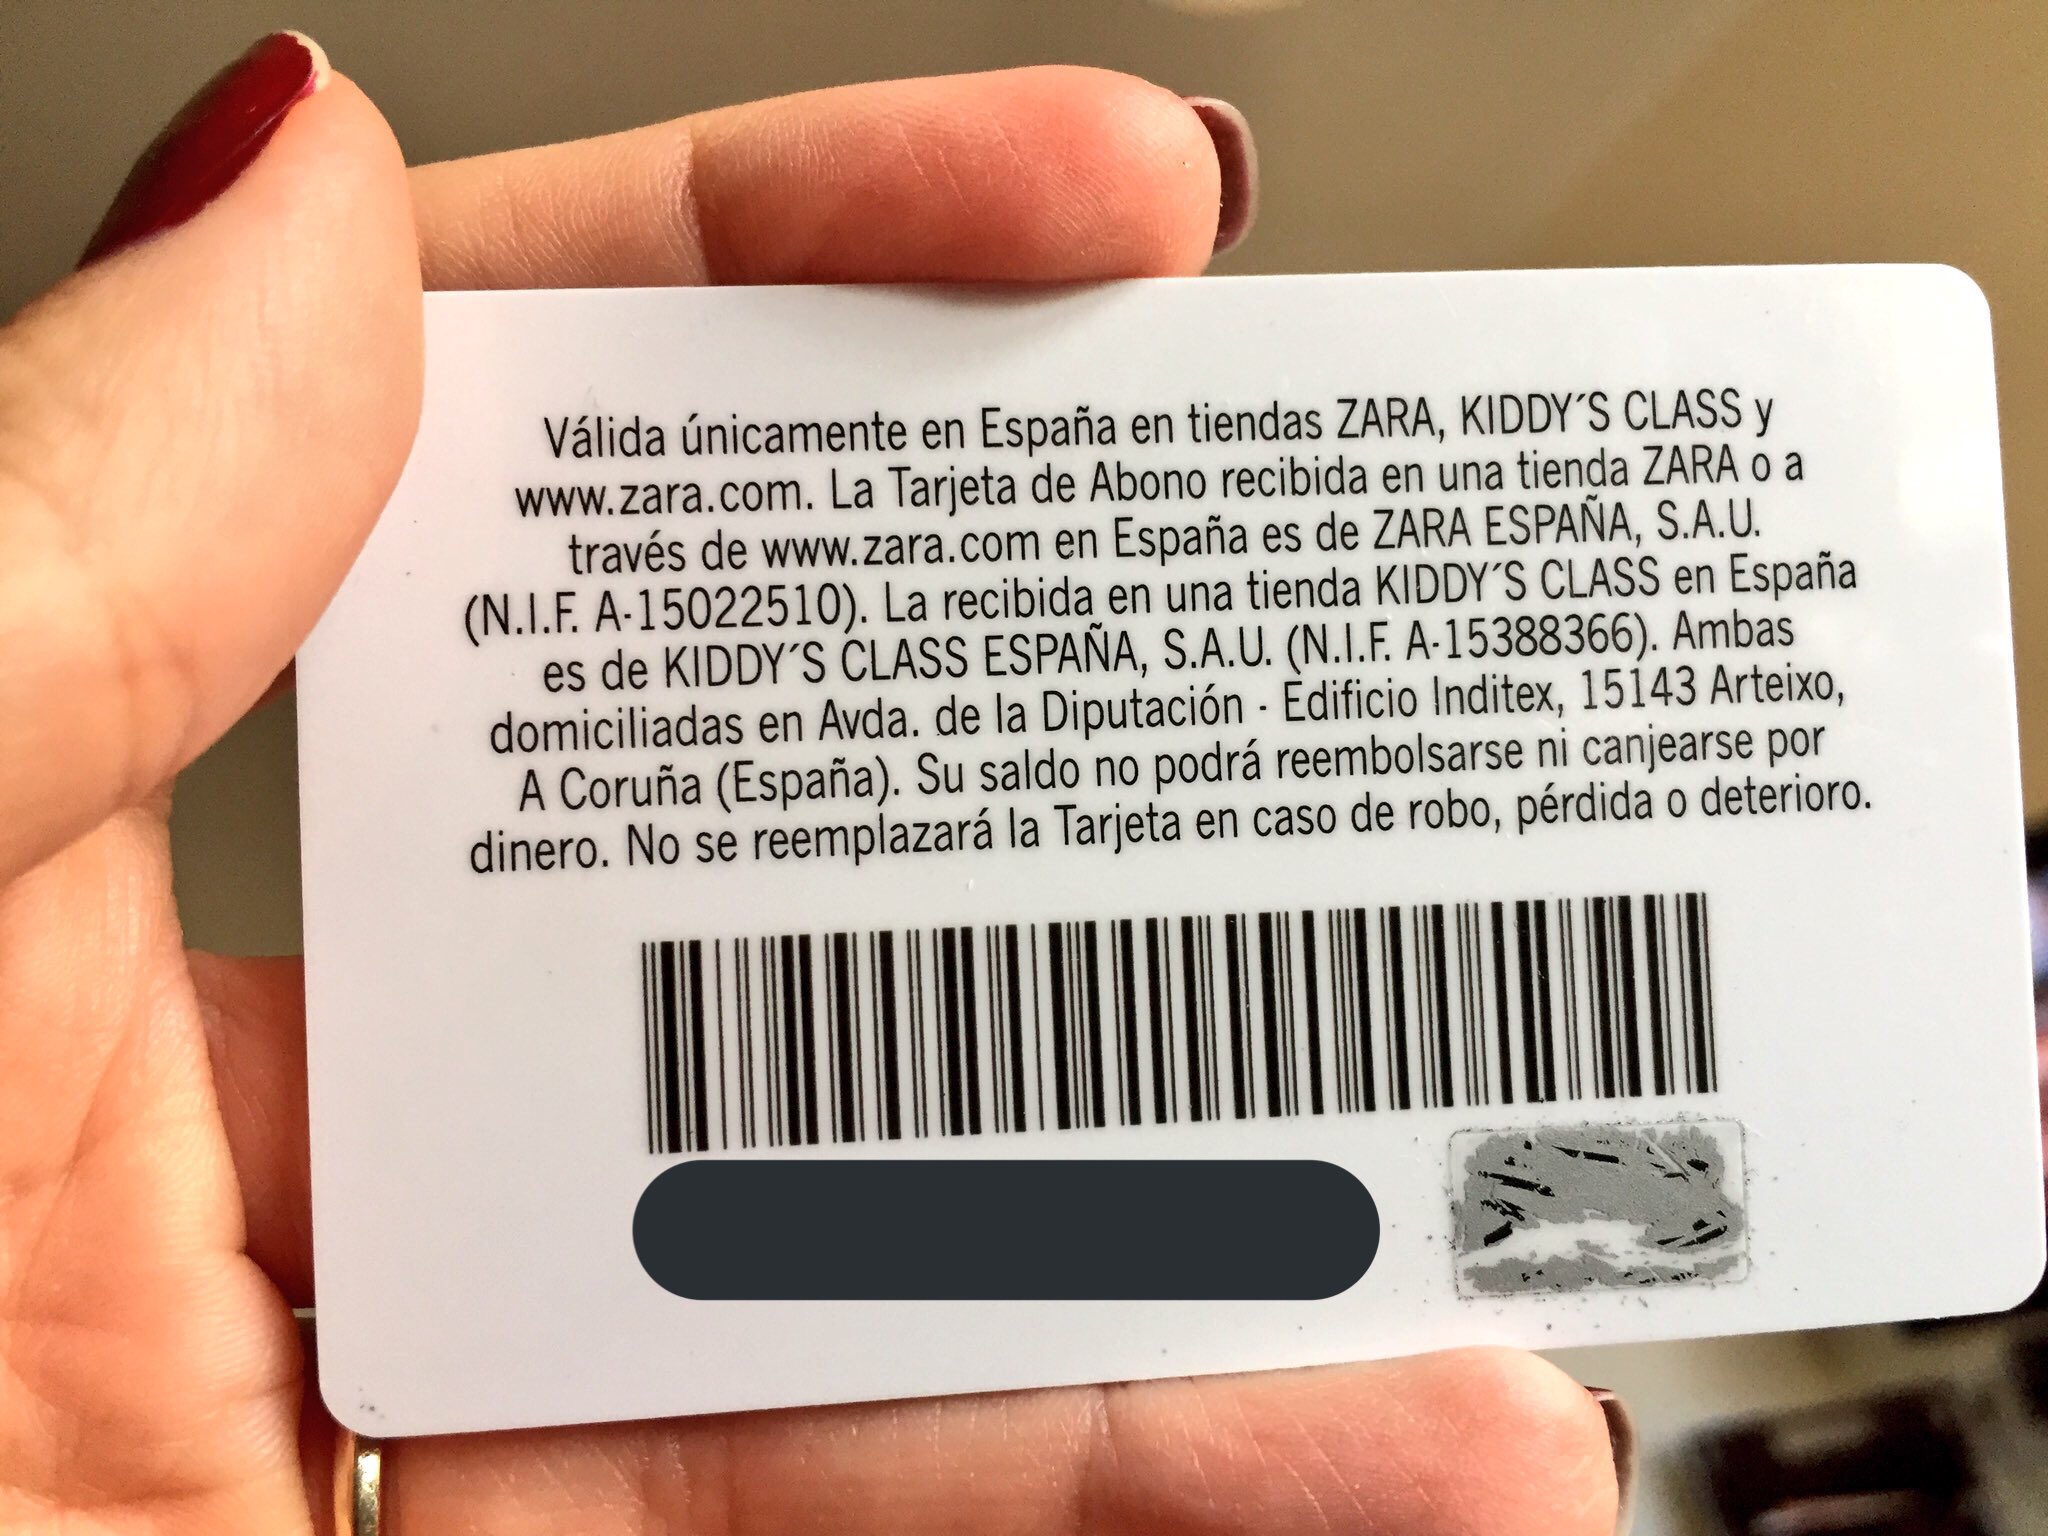 Válida únicamente en España en tiendas ZARA, KIDDY´S CLASS y
www.zara.com. La Tarjeta de Abono recibida en una tienda ZARA o a
través de www.zara.com en España es de ZARA ESPAÑA, S.A.U.
(N.I.F. A-15022510). La recibida en una tienda KIDDY´S CLASS en España
es de KIDDY´S CLASS ESPAÑA, S.A.U. (N.I.F. A-15388366). Ambas
domiciliadas en Avda. de la Diputación - Edificio Inditex, 15143 Arteixo,
A Coruña (España). Su saldo no podrá reembolsarse ni canjearse por
dinero. No se reemplazará la Tarjeta en caso de robo, pérdida o deterioro.